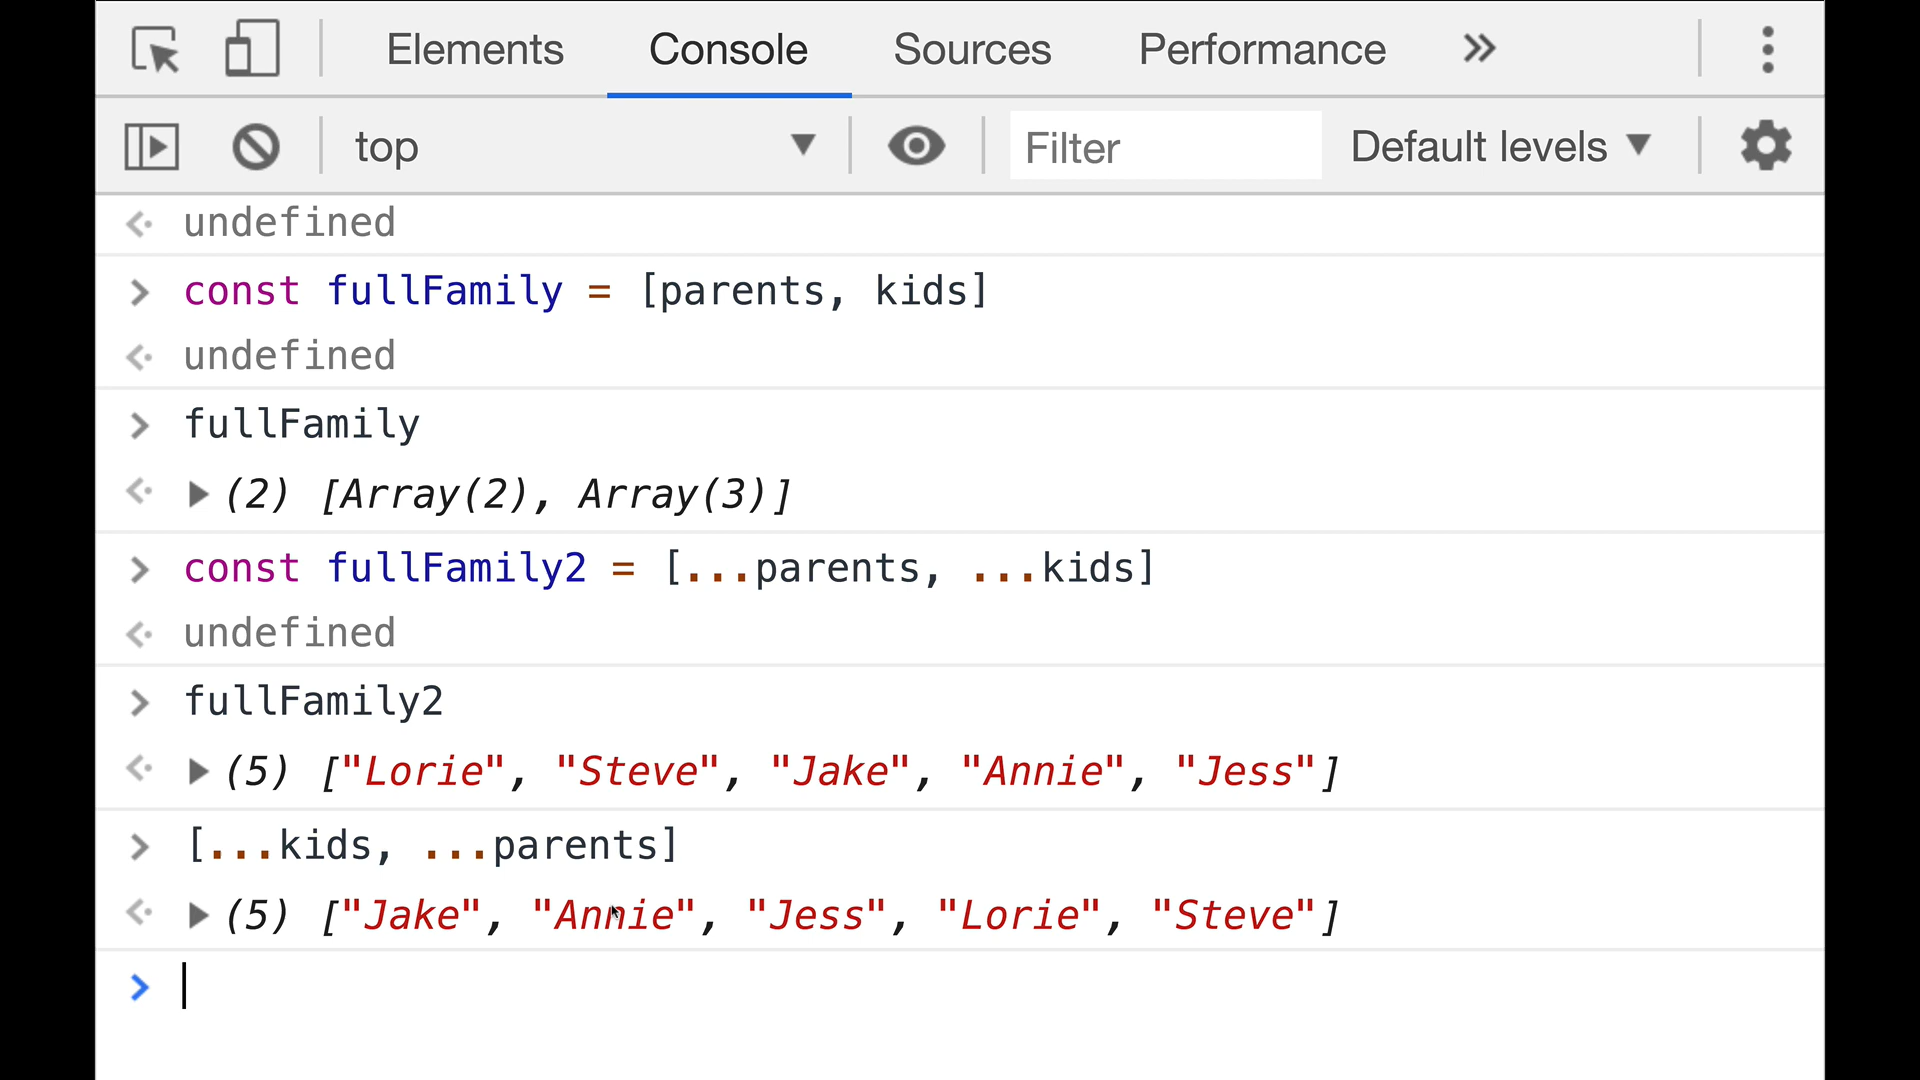 Elements Console Sources Performance
top Filter Default levels
undefined
const fullFamily = [parents, kids]
undefined
fullFamily
(2) [Array(2), Array(3)]
const fullFamily2 = [...parents, ...kids]
undefined
fullFamily2
(5) ["Lorie", "Steve", "Jake", "Annie", "Jess"]
[...kids, ...parents]
(5) ["Jake", "Annie", "Jess", "Lorie", "Steve"]